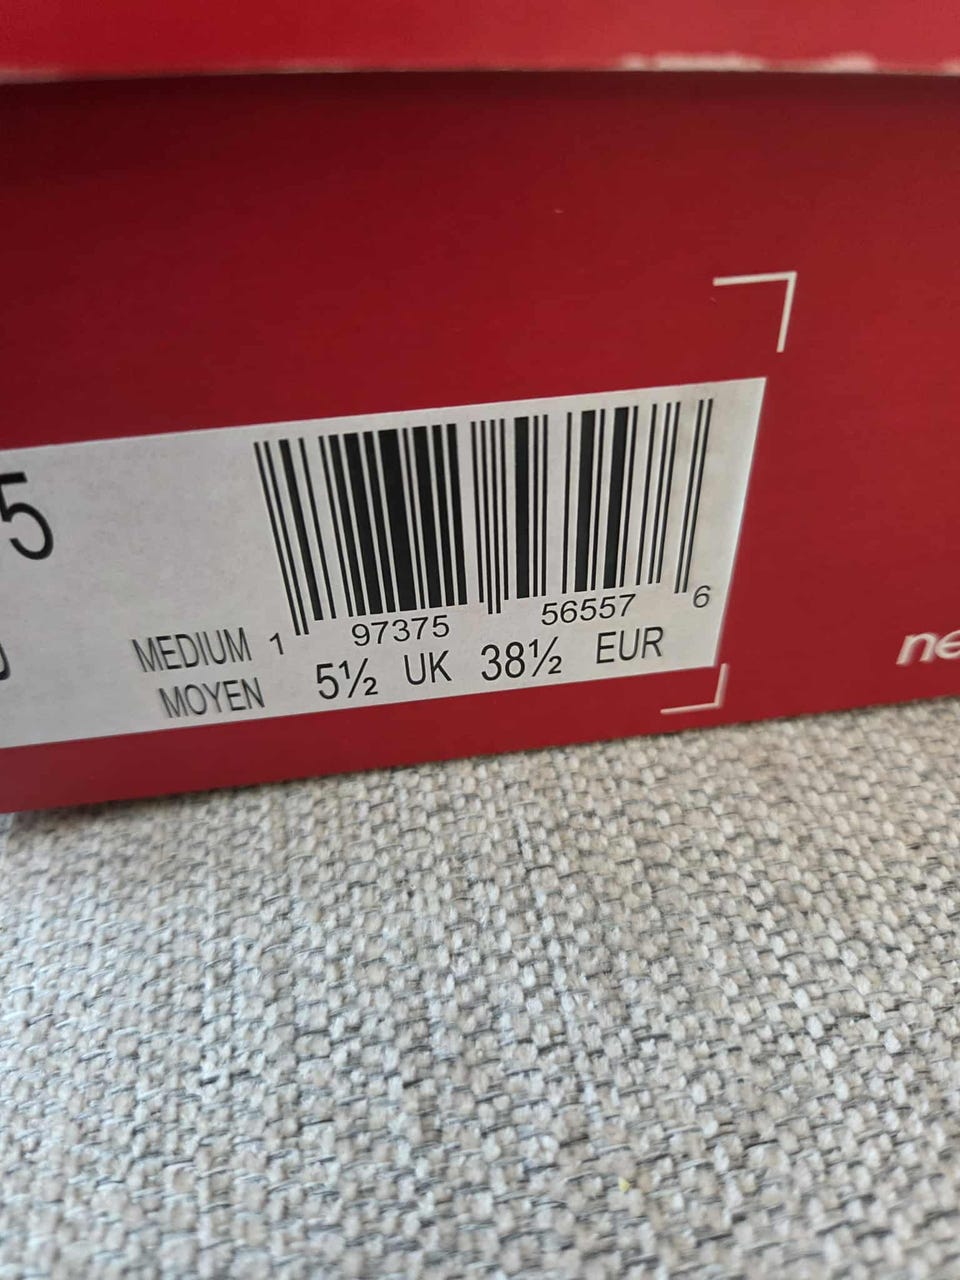 5
1 97375 56557 6
MEDIUM
MOYEN
5½ UK 38½ EUR
ne